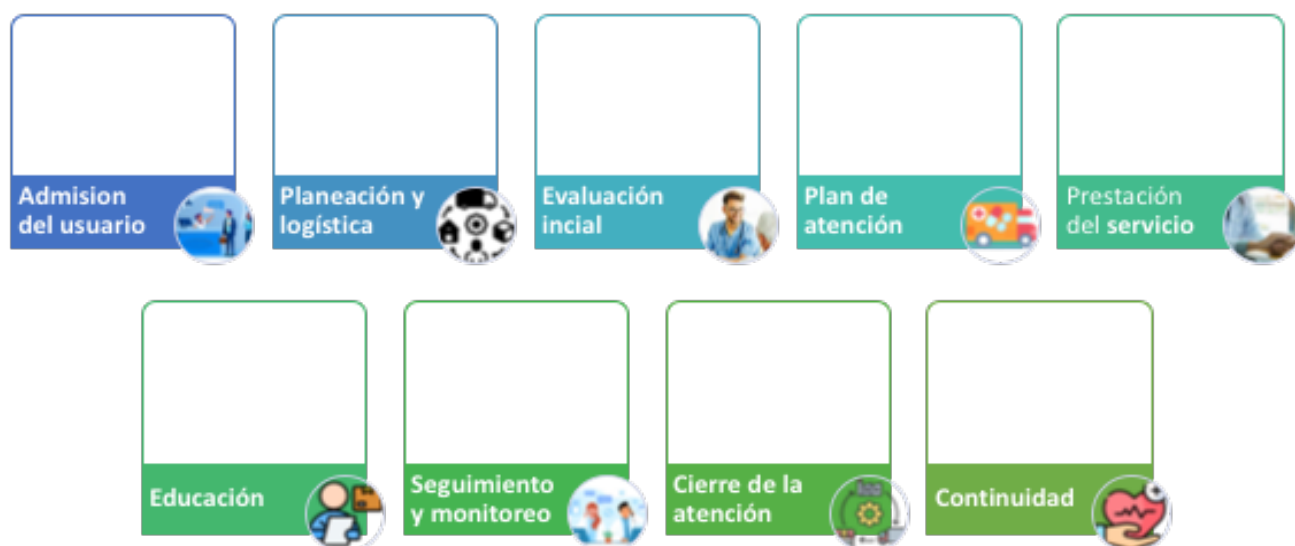 Admision
del usuario
Planeación y
logística
Evaluación
incial
Plan de
atención
Prestación
del servicio
Educación
Seguimiento
y monitoreo
Cierre de la
atención
Continuidad